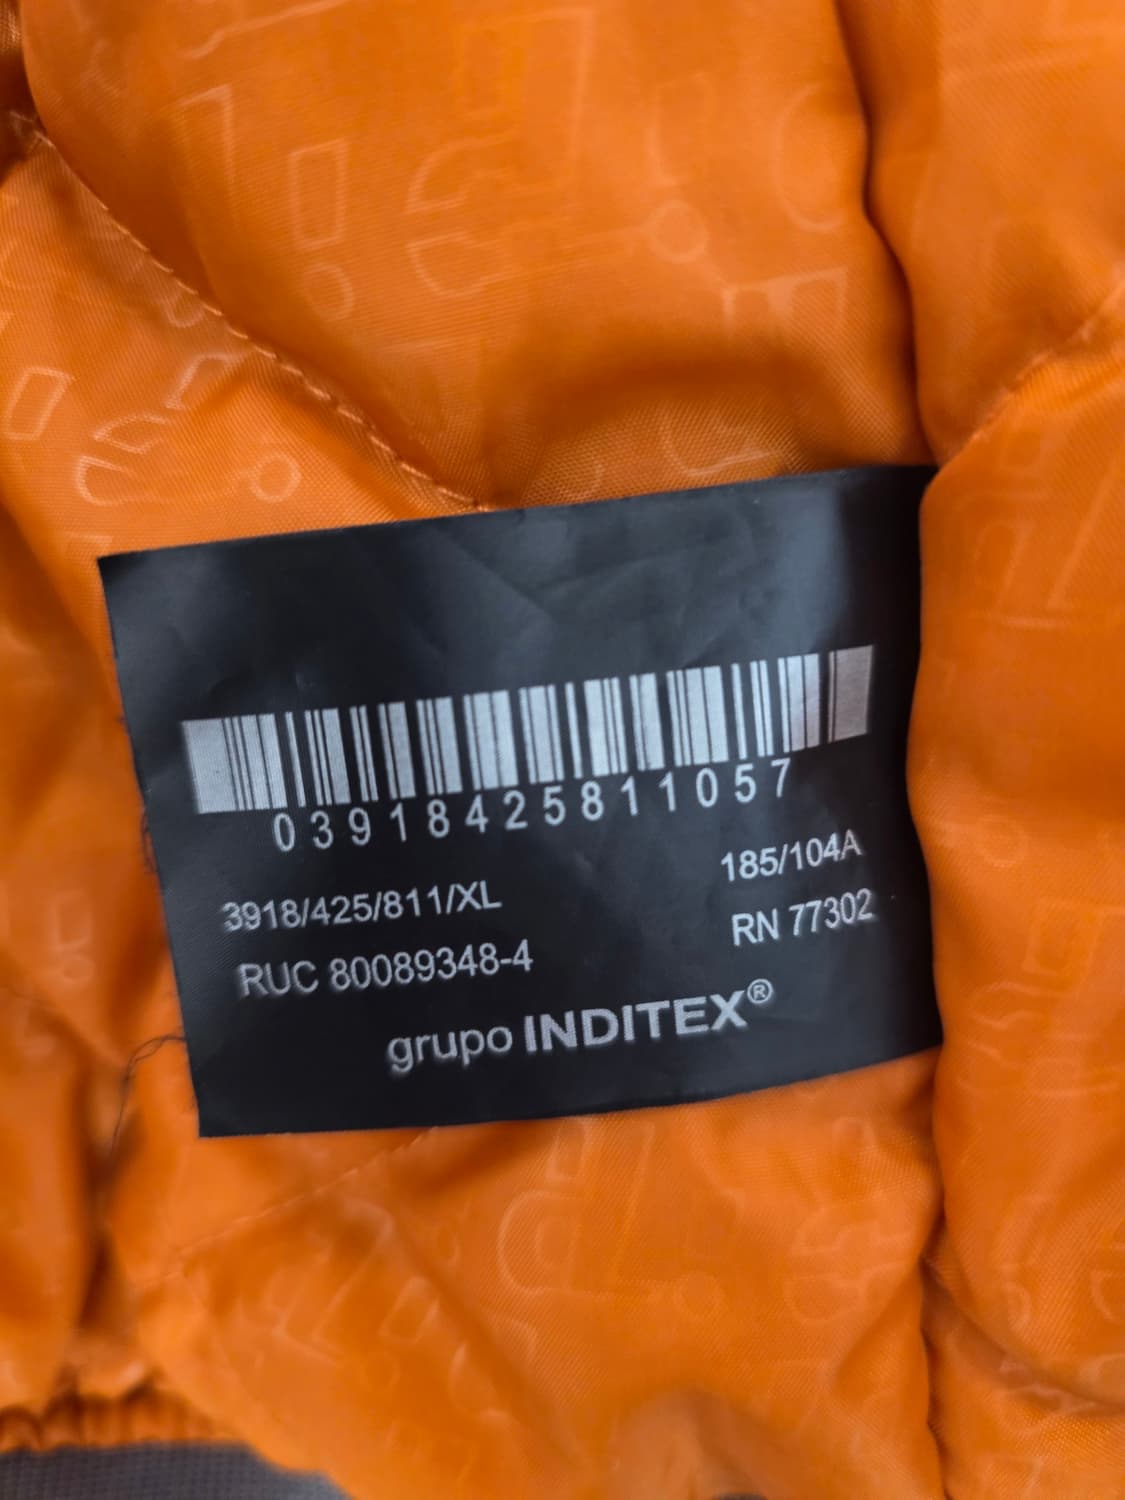 03918425811057
3918/425/811/XL
185/104A
RUC 80089348-4
RN 77302
grupo INDITEX®